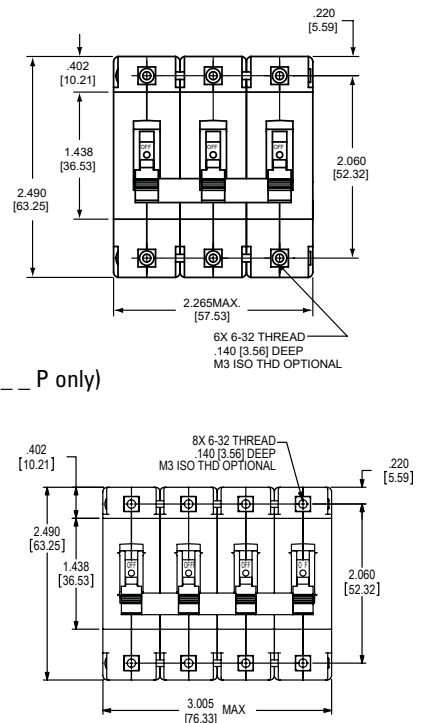 .220
[5.59]
.402
[10.21]
1.438
[36.53]
2.490
[63.25]
2.060
[52.32]
OFF
OFF
OFF
2.265MAX.
[57.53]
6X 6-32 THREAD
.140 [3.56] DEEP
M3 ISO THD OPTIONAL
_ _ P only)
8X 6-32 THREAD
.140 [3.56] DEEP
M3 ISO THD OPTIONAL
.402
[10.21]
.220
[5.59]
2.490
[63.25]
1.438
[36.53]
2.060
[52.32]
OFF
OFF
OFF
O F
3.005 MAX
[76.33]